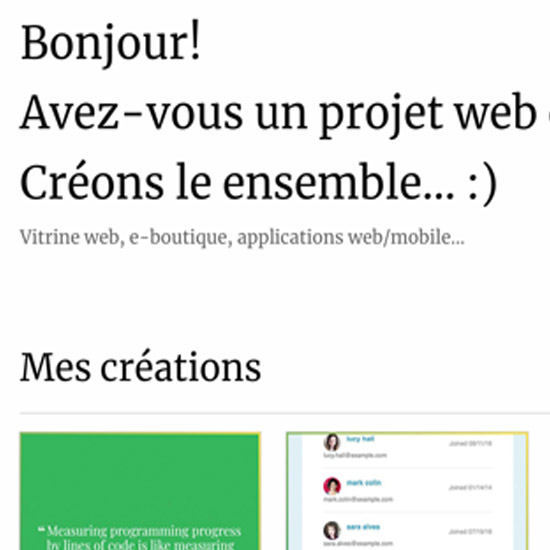 Bonjour!
Avez-vous un projet web
Créons le ensemble... :)
Vitrine web, e-boutique, applications web/mobile...
Mes créations
“Measuring programming progress
by lines of code is like measuring
lucy hall
Joined 09/11/16
lucy.hall@example.com
mark colin
Joined 01/14/14
mark.colin@example.com
sara alves
Joined 07/19/16
sara.alves@example.com